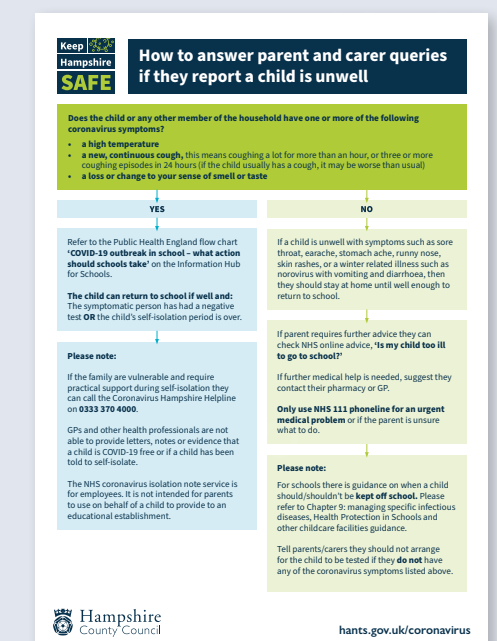 Keep
Hampshire
SAFE
How to answer parent and carer queries
if they report a child is unwell
Does the child or any other member of the household have one or more of the following
coronavirus symptoms?
• a high temperature
• a new, continuous cough, this means coughing a lot for more than an hour, or three or more
coughing episodes in 24 hours (if the child usually has a cough, it may be worse than usual)
• a loss or change to your sense of smell or taste
YES
Refer to the Public Health England flow chart
‘COVID-19 outbreak in school – what action
should schools take’ on the Information Hub
for Schools.
The child can return to school if well and:
The symptomatic person has had a negative
test OR the child's self-isolation period is over.
Please note:
If the family are vulnerable and require
practical support during self-isolation they
can call the Coronavirus Hampshire Helpline
on 0333 370 4000.
GPs and other health professionals are not
able to provide letters, notes or evidence that
a child is COVID-19 free or if a child has been
told to self-isolate.
The NHS coronavirus isolation note service is
for employees. It is not intended for parents
to use on behalf of a child to provide to an
educational establishment.
NO
If a child is unwell with symptoms such as sore
throat, earache, stomach ache, runny nose,
skin rashes, or a winter related illness such as
norovirus with vomiting and diarrhoea, then
they should stay at home until well enough to
return to school.
If parent requires further advice they can
check NHS online advice, ‘Is my child too ill
to go to school?’
If further medical help is needed, suggest they
contact their pharmacy or GP.
Only use NHS 111 phoneline for an urgent
medical problem or if the parent is unsure
what to do.
Please note:
For schools there is guidance on when a child
should/shouldn't be kept off school. Please
refer to Chapter 9: managing specific infectious
diseases, Health Protection in Schools and
other childcare facilities guidance.
Tell parents/carers they should not arrange
for the child to be tested if they do not have
any of the coronavirus symptoms listed above.
Hampshire
County Council
hants.gov.uk/coronavirus